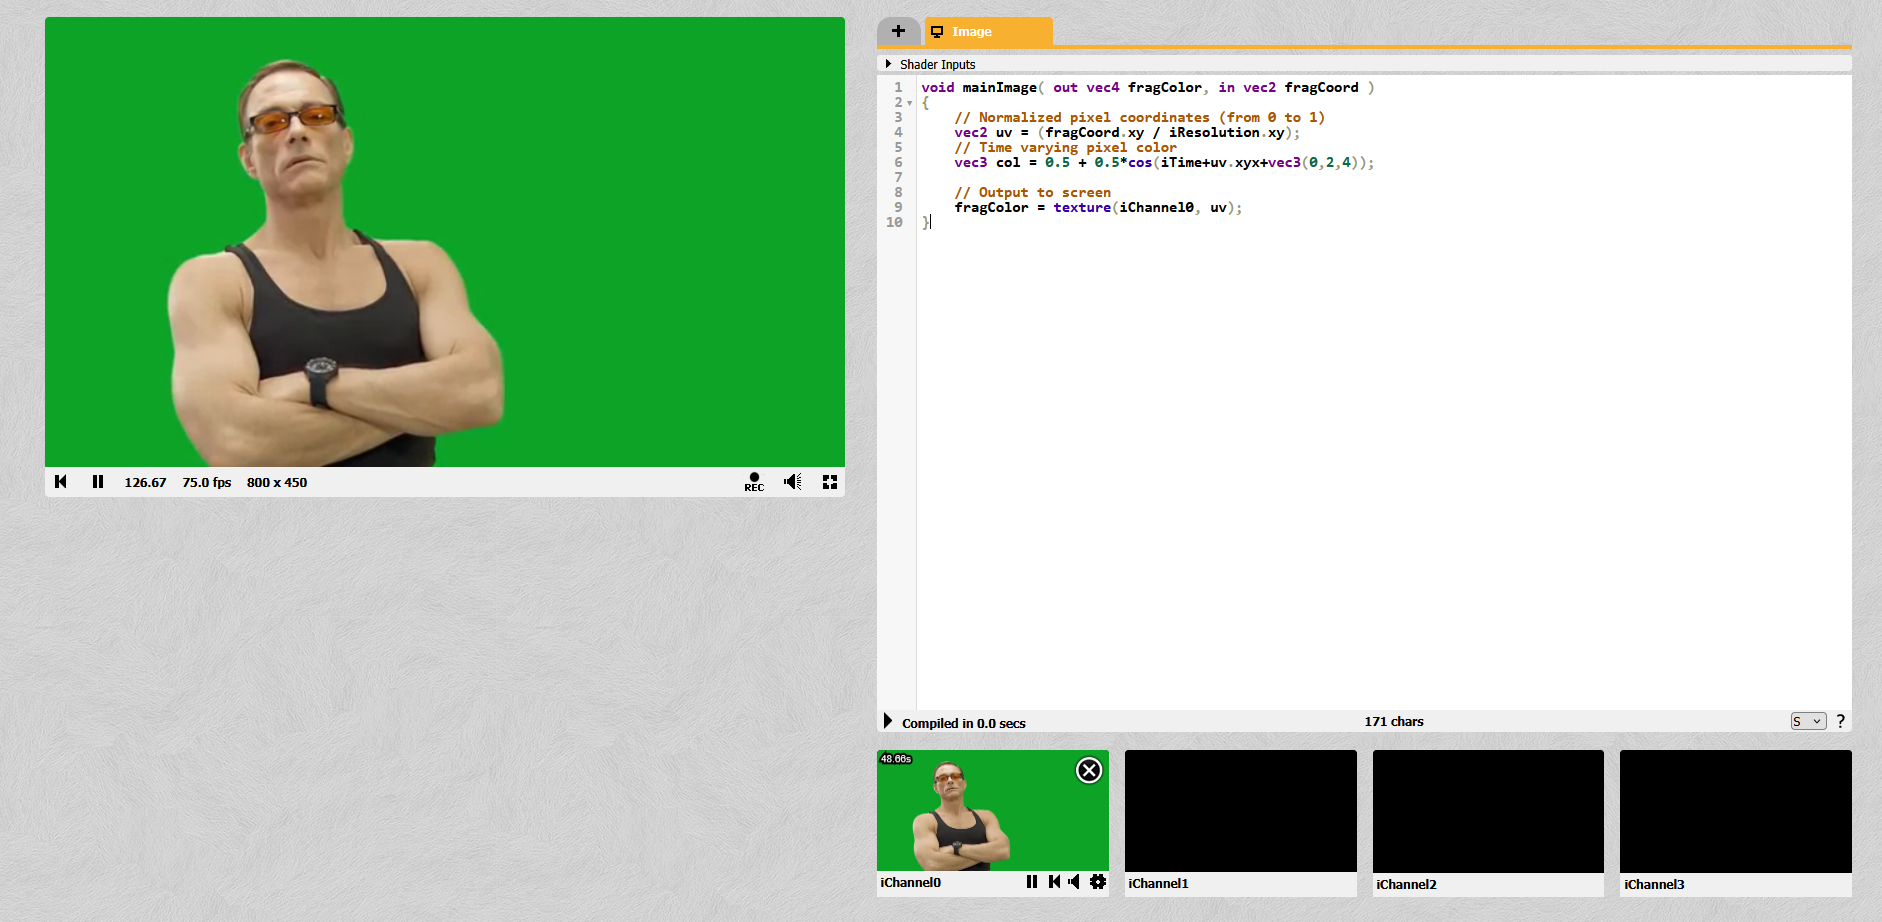 126.67 75.0 fps 800 x 450
REC
+ Image
Shader Inputs
1 void mainImage( out vec4 fragColor, in vec2 fragCoord )
2 {
3 // Normalized pixel coordinates (from 0 to 1)
4 vec2 uv = (fragCoord.xy / iResolution.xy);
5 // Time varying pixel color
6 vec3 col = 0.5 + 0.5*cos(iTime+uv.xyx+vec3(0,2,4));
7
8 // Output to screen
9 fragColor = texture(iChannel0, uv);
10 }
Compiled in 0.0 secs 171 chars S ?
48.66s
iChannel0 iChannel1 iChannel2 iChannel3